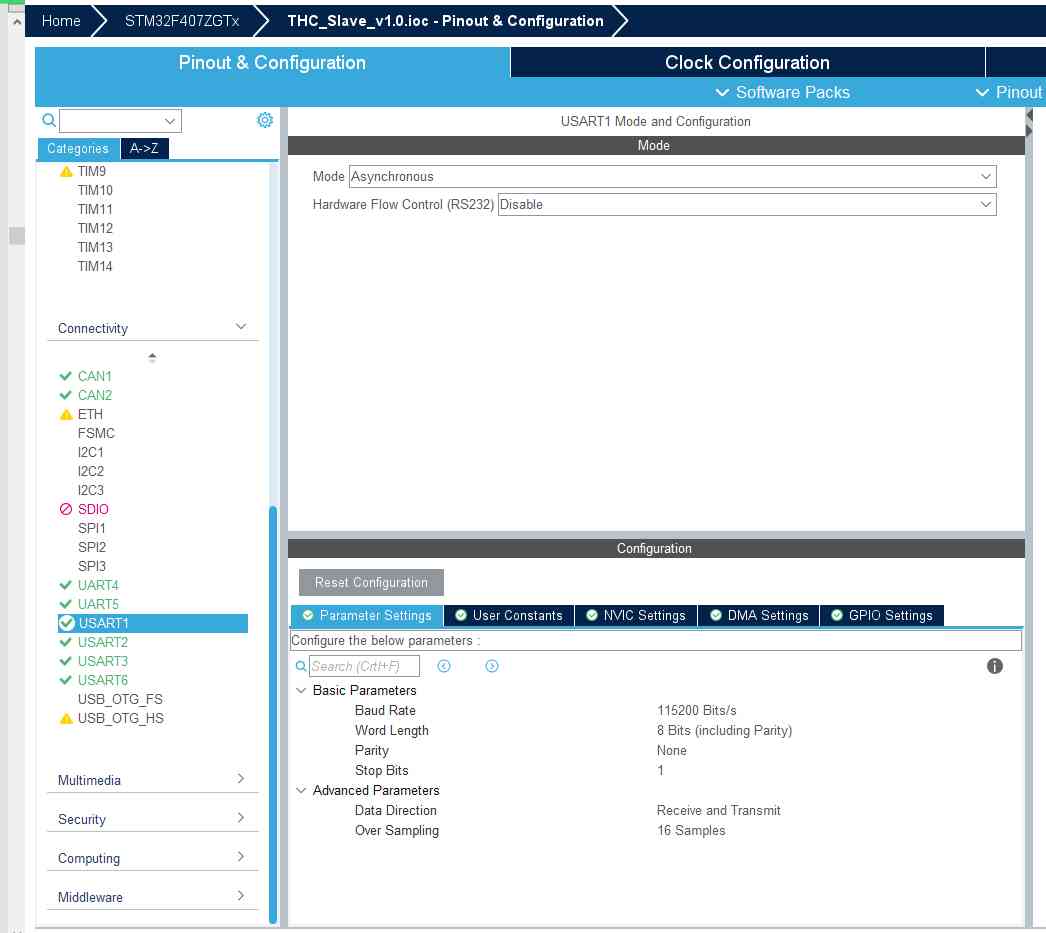 Home STM32F407ZGTx THC_Slave_v1.0.ioc - Pinout & Configuration
Pinout & Configuration Clock Configuration
Software Packs Pinout
Categories A->Z
TIM9
TIM10
TIM11
TIM12
TIM13
TIM14
Connectivity
CAN1
CAN2
ETH
FSMC
I2C1
I2C2
I2C3
SDIO
SPI1
SPI2
SPI3
UART4
UART5
USART1
USART2
USART3
USART6
USB_OTG_FS
USB_OTG_HS
Multimedia
Security
Computing
Middleware
USART1 Mode and Configuration
Mode
Mode Asynchronous
Hardware Flow Control (RS232) Disable
Configuration
Reset Configuration
Parameter Settings User Constants NVIC Settings DMA Settings GPIO Settings
Configure the below parameters :
Search (Crtl+F)
Basic Parameters
Baud Rate 115200 Bits/s
Word Length 8 Bits (including Parity)
Parity None
Stop Bits 1
Advanced Parameters
Data Direction Receive and Transmit
Over Sampling 16 Samples